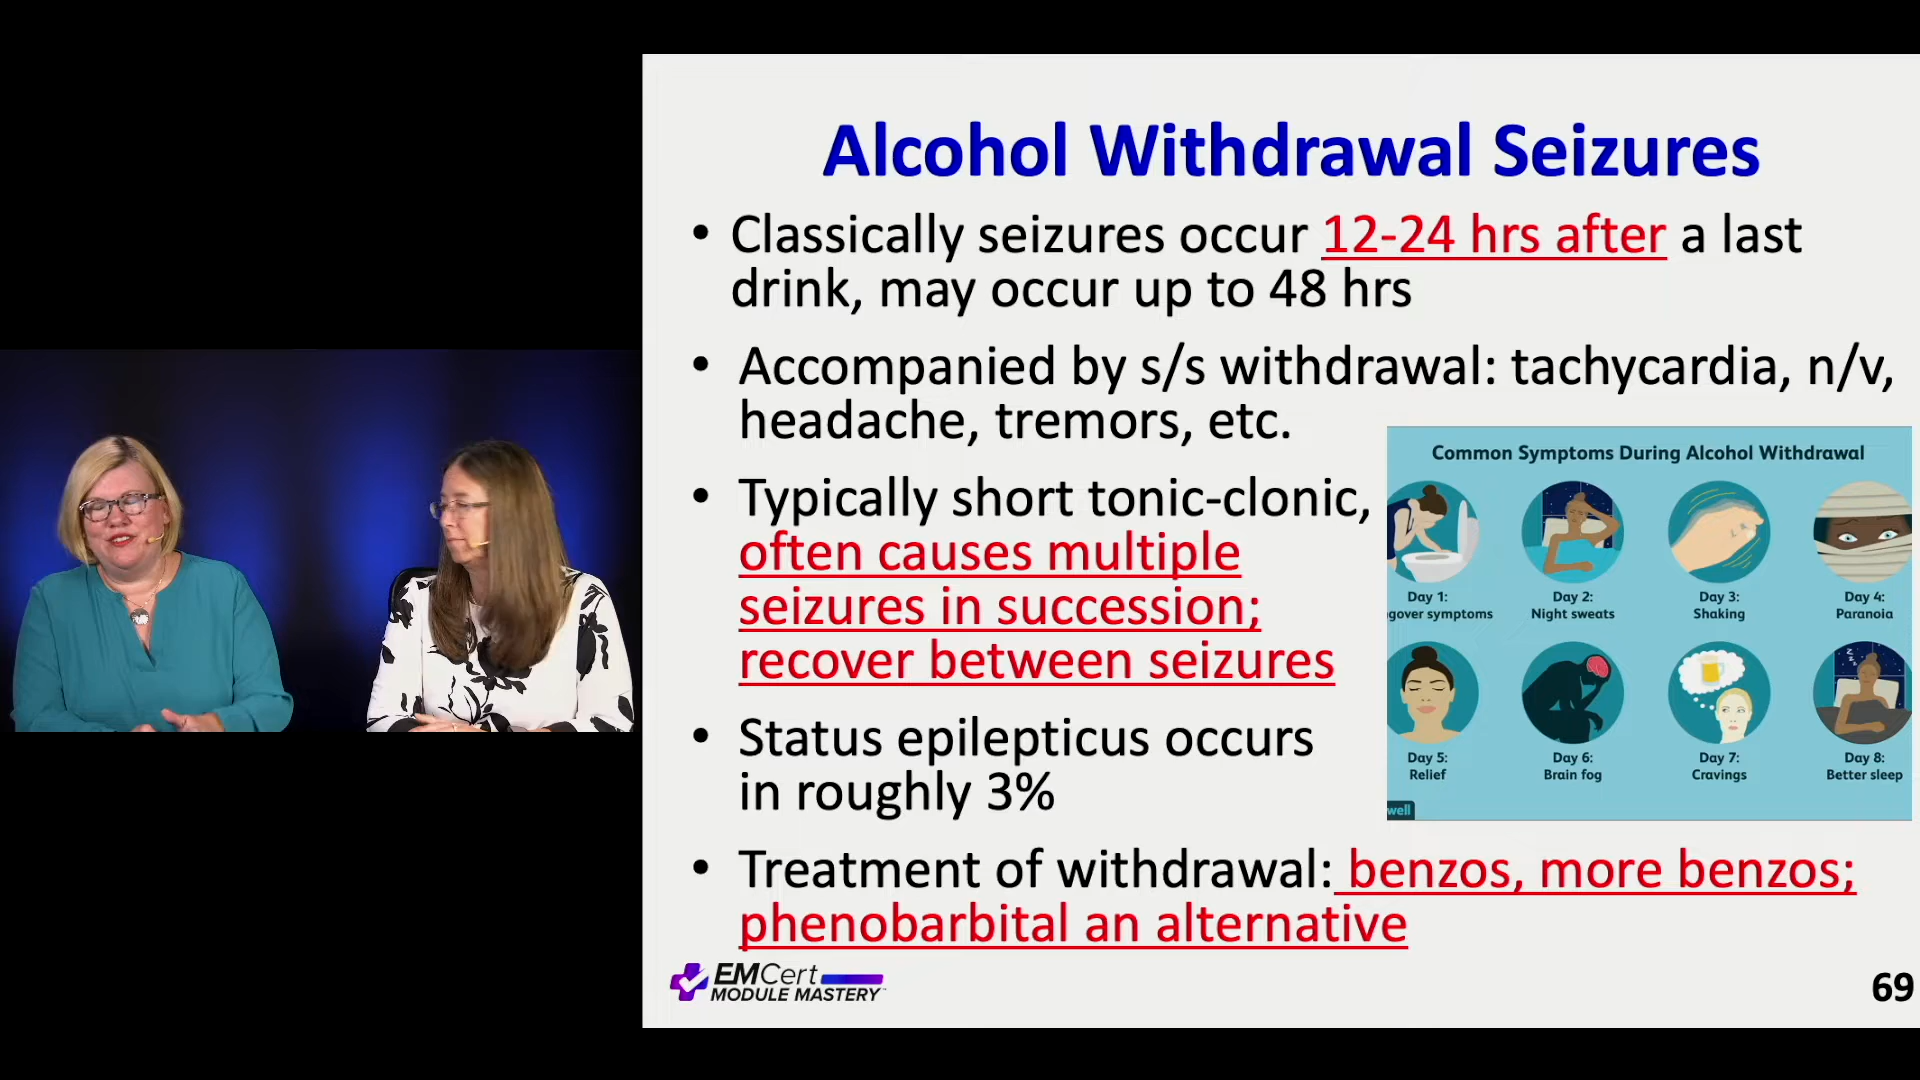 Alcohol Withdrawal Seizures
• Classically seizures occur 12-24 hrs after a last
drink, may occur up to 48 hrs
• Accompanied by s/s withdrawal: tachycardia, n/v,
headache, tremors, etc.
• Typically short tonic-clonic,
often causes multiple
seizures in succession;
recover between seizures
• Status epilepticus occurs
in roughly 3%
• Treatment of withdrawal: benzos, more benzos;
phenobarbital an alternative
Common Symptoms During Alcohol Withdrawal
Day 1:
gover symptoms
Day 2:
Night sweats
Day 3:
Shaking
Day 4:
Paranoia
Day 5:
Relief
Day 6:
Brain fog
Day 7:
Cravings
Day 8:
Better sleep
well
EMCert
MODULE MASTERY™
69